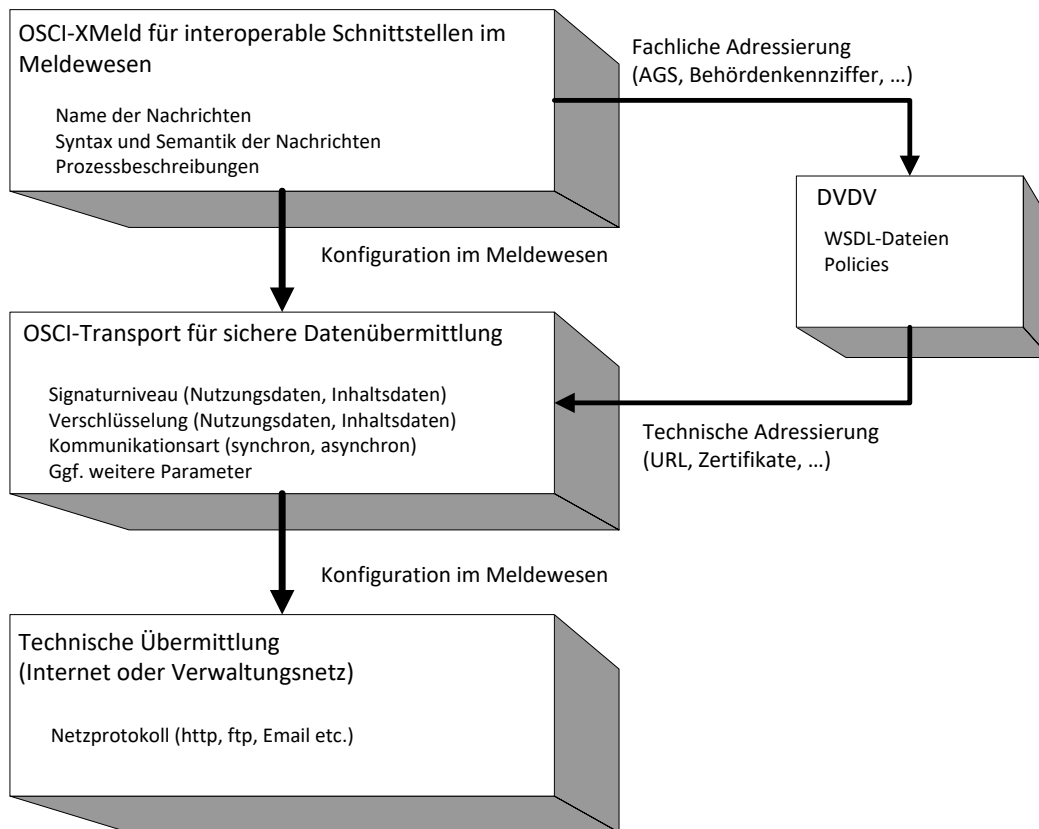 OSCI-XMeld für interoperable Schnittstellen im
Meldewesen
Name der Nachrichten
Syntax und Semantik der Nachrichten
Prozessbeschreibungen
Fachliche Adressierung
(AGS, Behördenkennziffer, ...)
DVDV
WSDL-Dateien
Policies
Konfiguration im Meldewesen
OSCI-Transport für sichere Datenübermittlung
Signaturniveau (Nutzungsdaten, Inhaltsdaten)
Verschlüsselung (Nutzungsdaten, Inhaltsdaten)
Kommunikationsart (synchron, asynchron)
Ggf. weitere Parameter
Technische Adressierung
(URL, Zertifikate, ...)
Konfiguration im Meldewesen
Technische Übermittlung
(Internet oder Verwaltungsnetz)
Netzprotokoll (http, ftp, Email etc.)